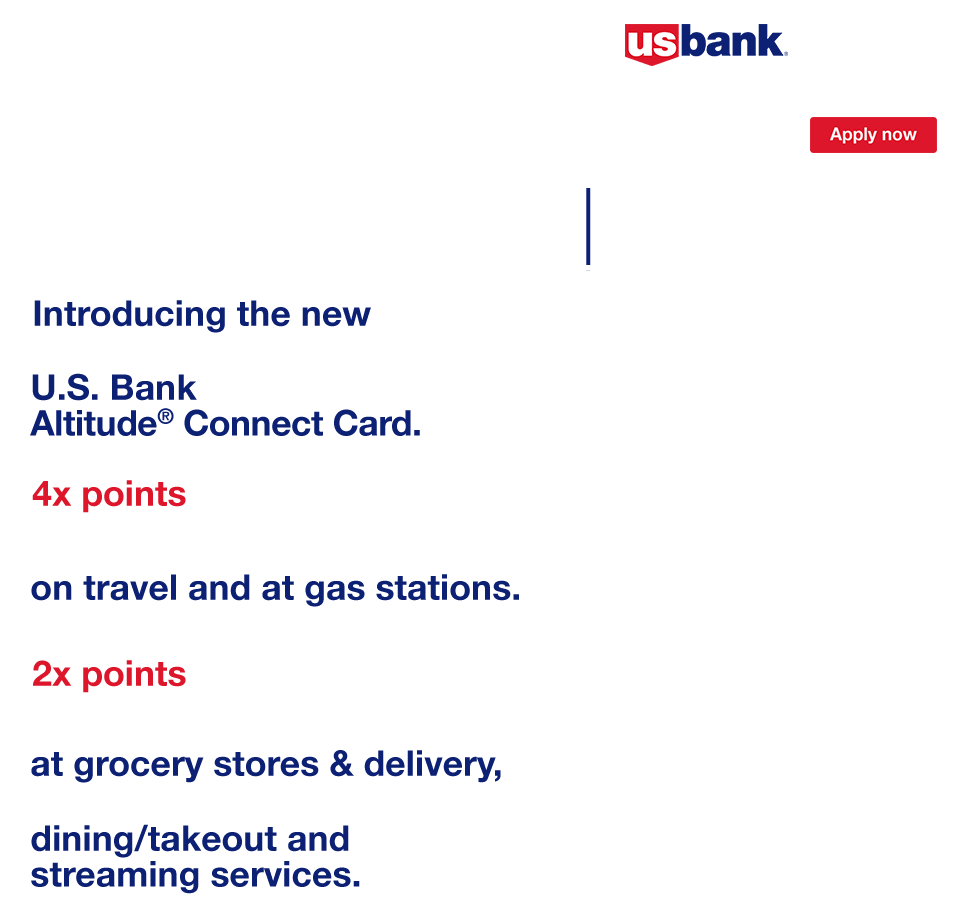 usbank®
Apply now
Introducing the new
U.S. Bank
Altitude® Connect Card.
4x points
on travel and at gas stations.
2x points
at grocery stores & delivery,
dining/takeout and
streaming services.